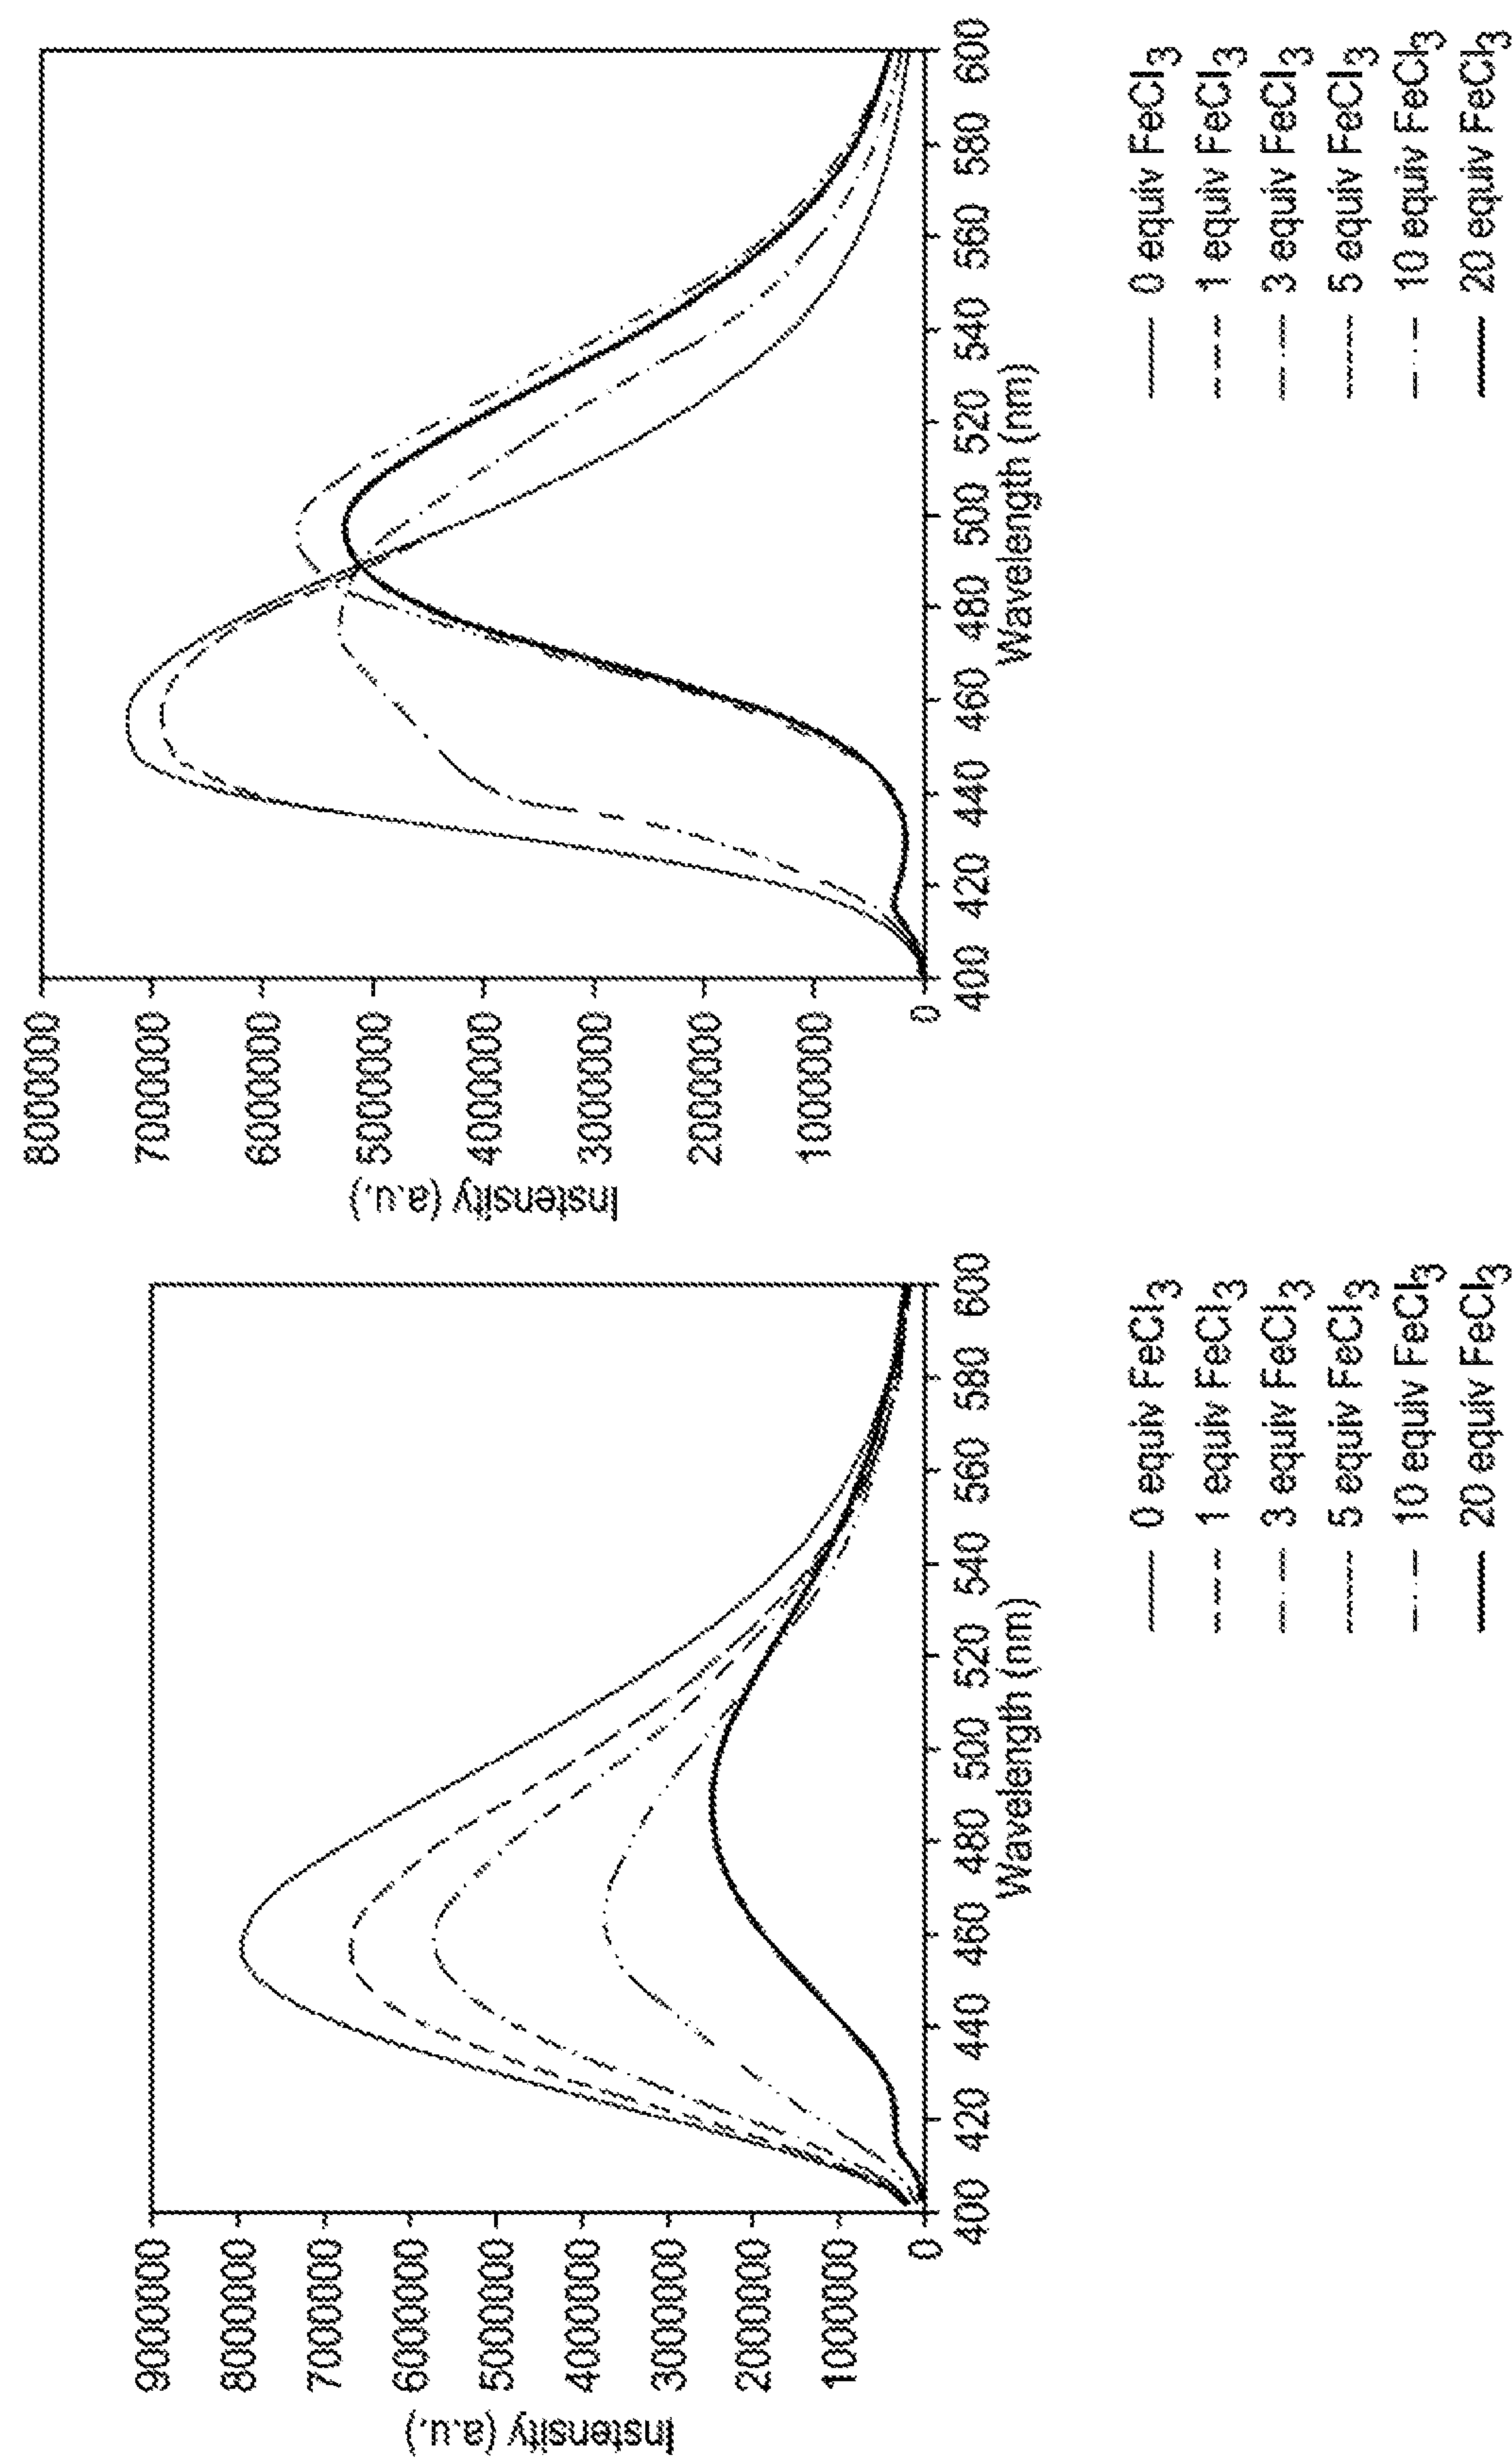 Instensity (a.u.)
9000000
8000000
7000000
6000000
5000000
4000000
3000000
2000000
1000000
0
400 420 440 460 480 500 520 540 560 580 600
Wavelength (nm)
0 equiv FeCl3
1 equiv FeCl3
3 equiv FeCl3
5 equiv FeCl3
10 equiv FeCl3
20 equiv FeCl3
Instensity (a.u.)
8000000
7000000
6000000
5000000
4000000
3000000
2000000
1000000
0
400 420 440 460 480 500 520 540 560 580 600
Wavelength (nm)
0 equiv FeCl3
1 equiv FeCl3
3 equiv FeCl3
5 equiv FeCl3
10 equiv FeCl3
20 equiv FeCl3